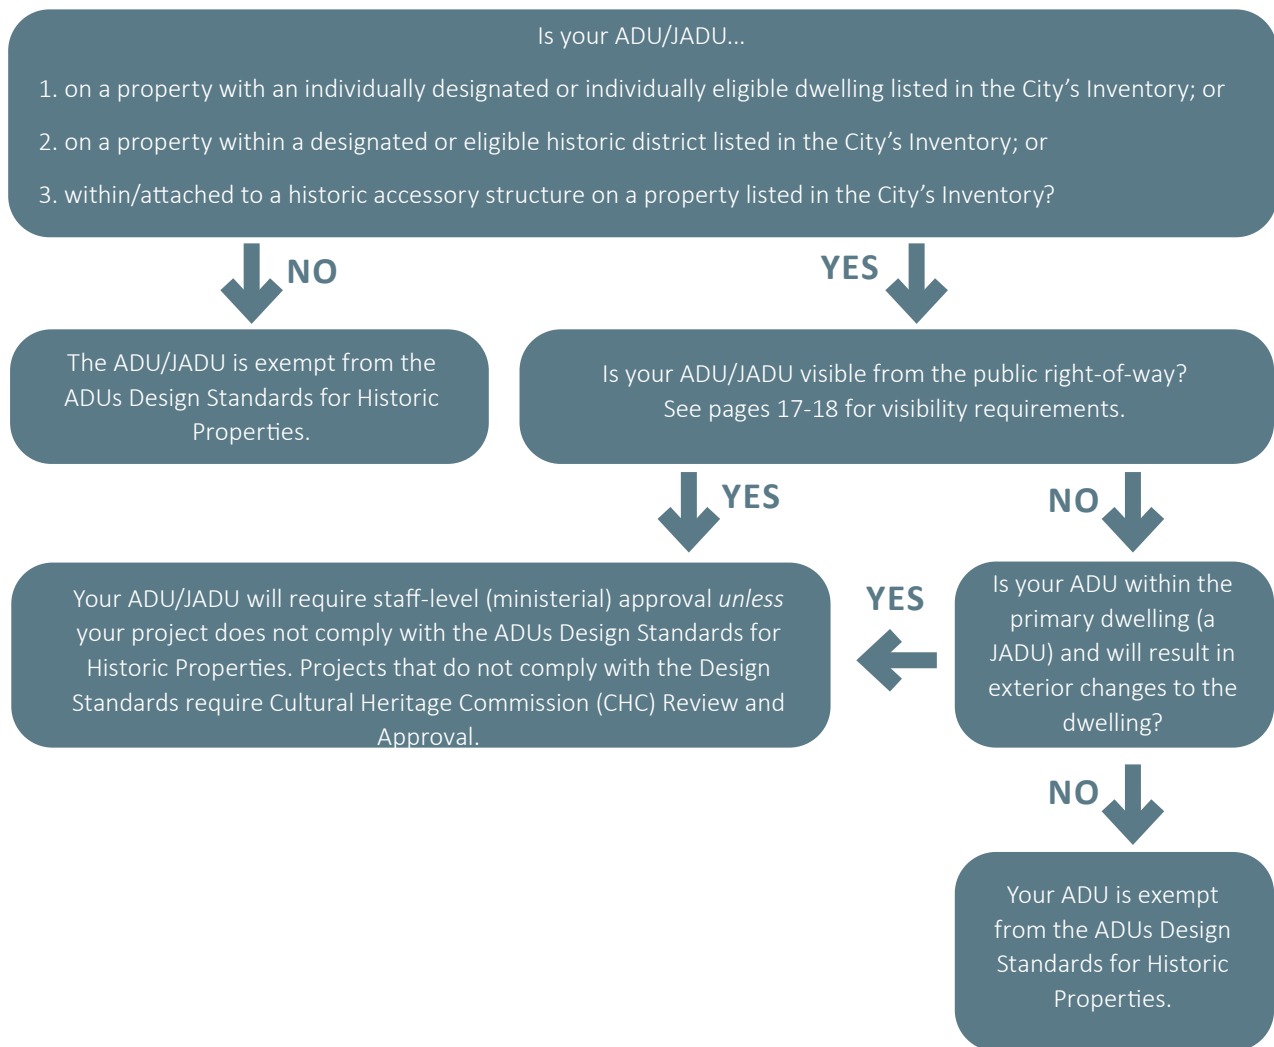 Is your ADU/JADU...
1. on a property with an individually designated or individually eligible dwelling listed in the City’s Inventory; or
2. on a property within a designated or eligible historic district listed in the City’s Inventory; or
3. within/attached to a historic accessory structure on a property listed in the City’s Inventory?
NO
YES
The ADU/JADU is exempt from the
ADUs Design Standards for Historic
Properties.
Is your ADU/JADU visible from the public right-of-way?
See pages 17-18 for visibility requirements.
YES
NO
Your ADU/JADU will require staff-level (ministerial) approval unless
your project does not comply with the ADUs Design Standards for
Historic Properties. Projects that do not comply with the Design
Standards require Cultural Heritage Commission (CHC) Review and
Approval.
YES
Is your ADU within the
primary dwelling (a
JADU) and will result in
exterior changes to the
dwelling?
NO
Your ADU is exempt
from the ADUs Design
Standards for Historic
Properties.